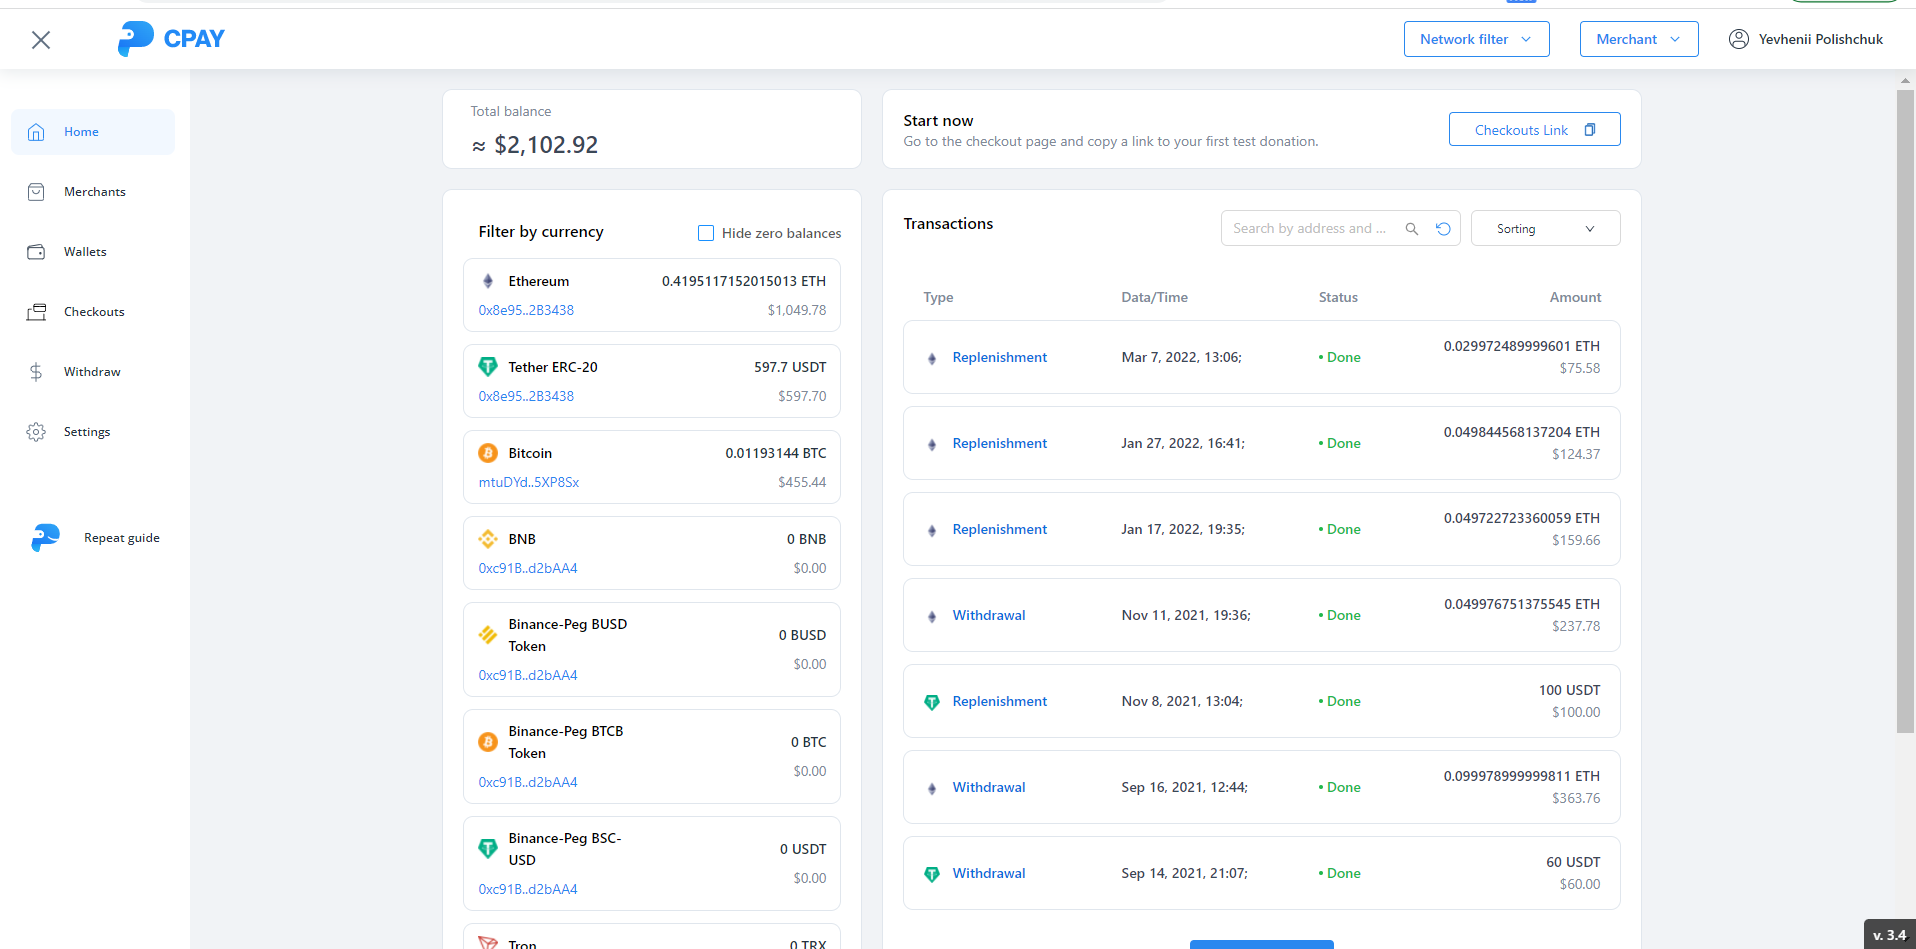 CPAY
Network filter
Merchant
Yevhenii Polishchuk
Home
Merchants
Wallets
Checkouts
Withdraw
Settings
Repeat guide
Total balance
≈ $2,102.92
Start now
Go to the checkout page and copy a link to your first test donation.
Checkouts Link
Filter by currency
Hide zero balances
Ethereum 0.4195117152015013 ETH
0x8e95..2B3438 $1,049.78
Tether ERC-20 597.7 USDT
0x8e95..2B3438 $597.70
Bitcoin 0.01193144 BTC
mtuDYd..5XP8Sx $455.44
BNB 0 BNB
0xc91B..d2bAA4 $0.00
Binance-Peg BUSD
Token
0 BUSD
$0.00
0xc91B..d2bAA4
Binance-Peg BTCB
Token
0 BTC
$0.00
0xc91B..d2bAA4
Binance-Peg BSC-
USD
0 USDT
$0.00
0xc91B..d2bAA4
Tron 0 TRX
Transactions
Search by address and ...
Sorting
Type Data/Time Status Amount
Replenishment Mar 7, 2022, 13:06; • Done 0.029972489999601 ETH
$75.58
Replenishment Jan 27, 2022, 16:41; • Done 0.049844568137204 ETH
$124.37
Replenishment Jan 17, 2022, 19:35; • Done 0.049722723360059 ETH
$159.66
Withdrawal Nov 11, 2021, 19:36; • Done 0.049976751375545 ETH
$237.78
Replenishment Nov 8, 2021, 13:04; • Done 100 USDT
$100.00
Withdrawal Sep 16, 2021, 12:44; • Done 0.099978999999811 ETH
$363.76
Withdrawal Sep 14, 2021, 21:07; • Done 60 USDT
$60.00
v. 3.4